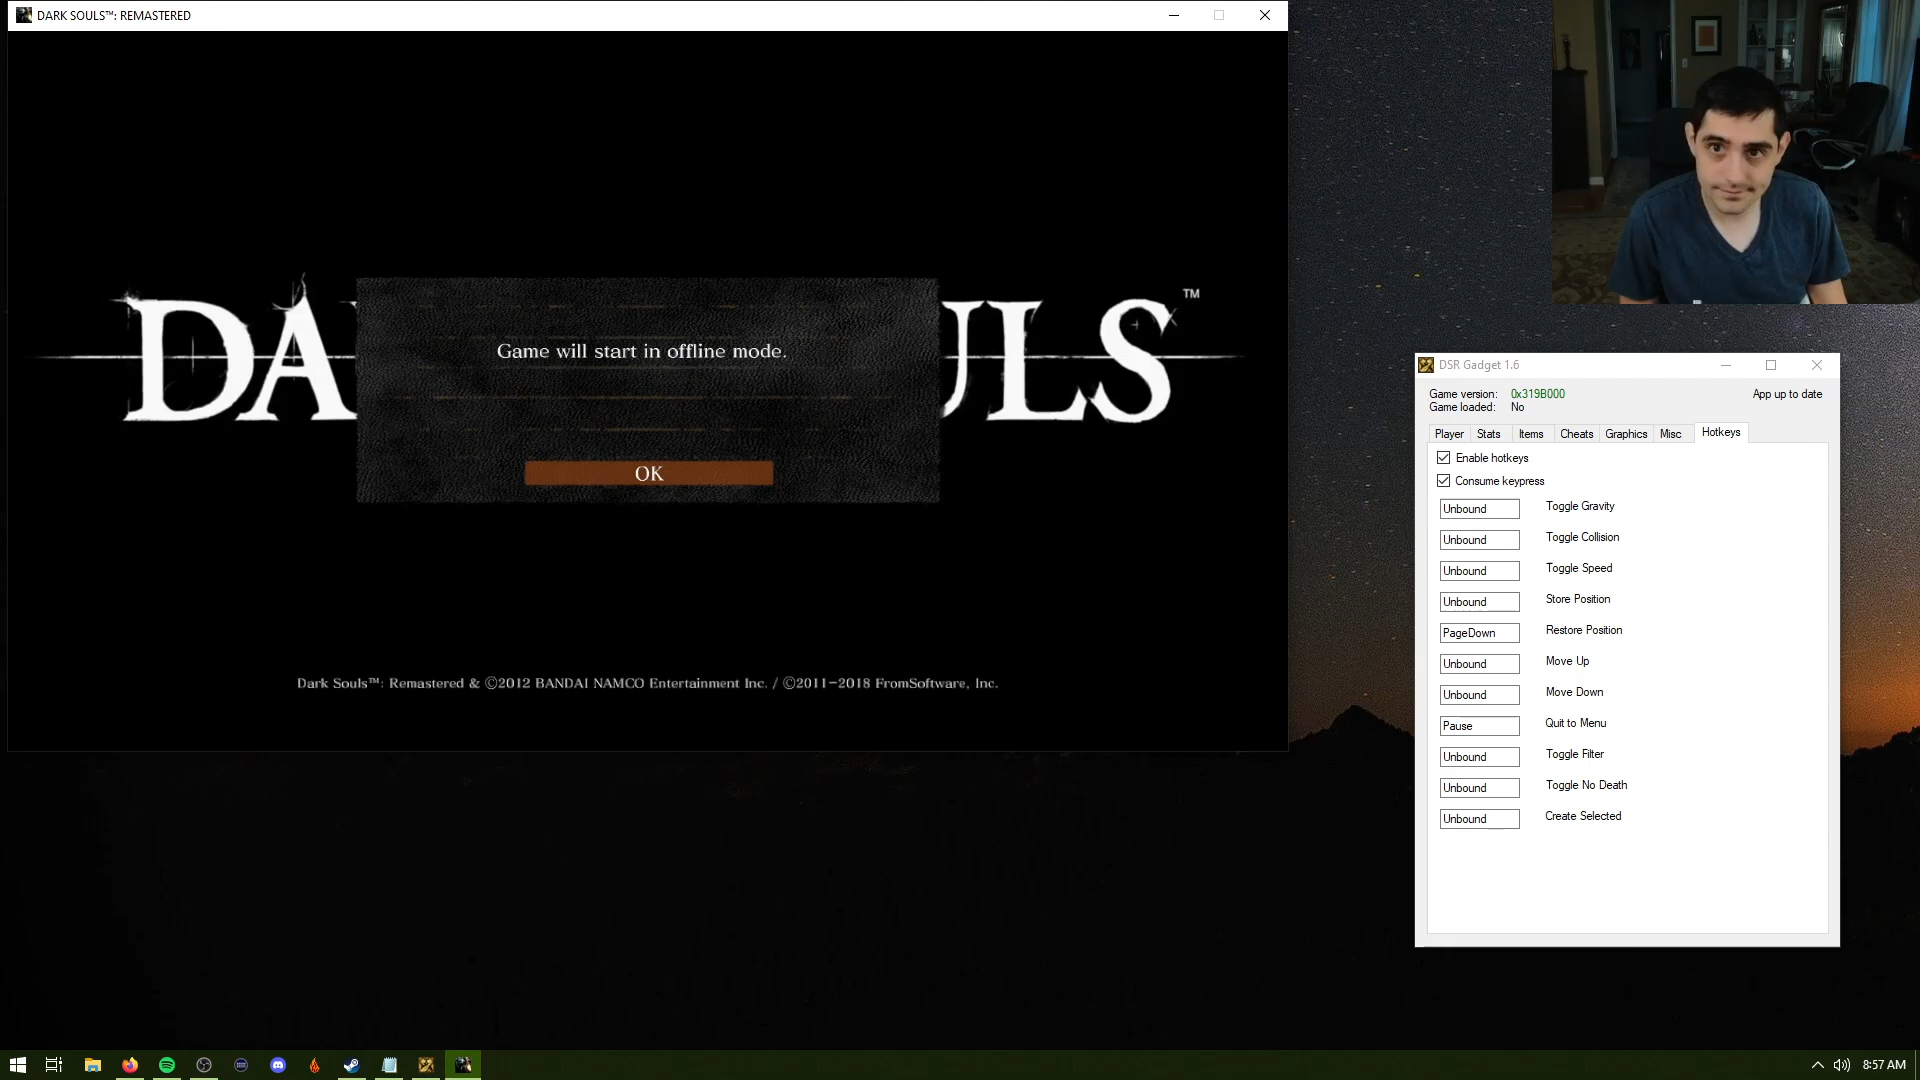 DARK SOULS™: REMASTERED
DA
ULS
TM
Game will start in offline mode.
OK
Dark Souls™: Remastered & ©2012 BANDAI NAMCO Entertainment Inc. / ©2011-2018 FromSoftware, Inc.
DSR Gadget 1.6
Game version: 0x319B000
App up to date
Game loaded: No
Player Stats Items Cheats Graphics Misc Hotkeys
Enable hotkeys
Consume keypress
Unbound Toggle Gravity
Unbound Toggle Collision
Unbound Toggle Speed
Unbound Store Position
PageDown Restore Position
Unbound Move Up
Unbound Move Down
Pause Quit to Menu
Unbound Toggle Filter
Unbound Toggle No Death
Unbound Create Selected
8:57 AM